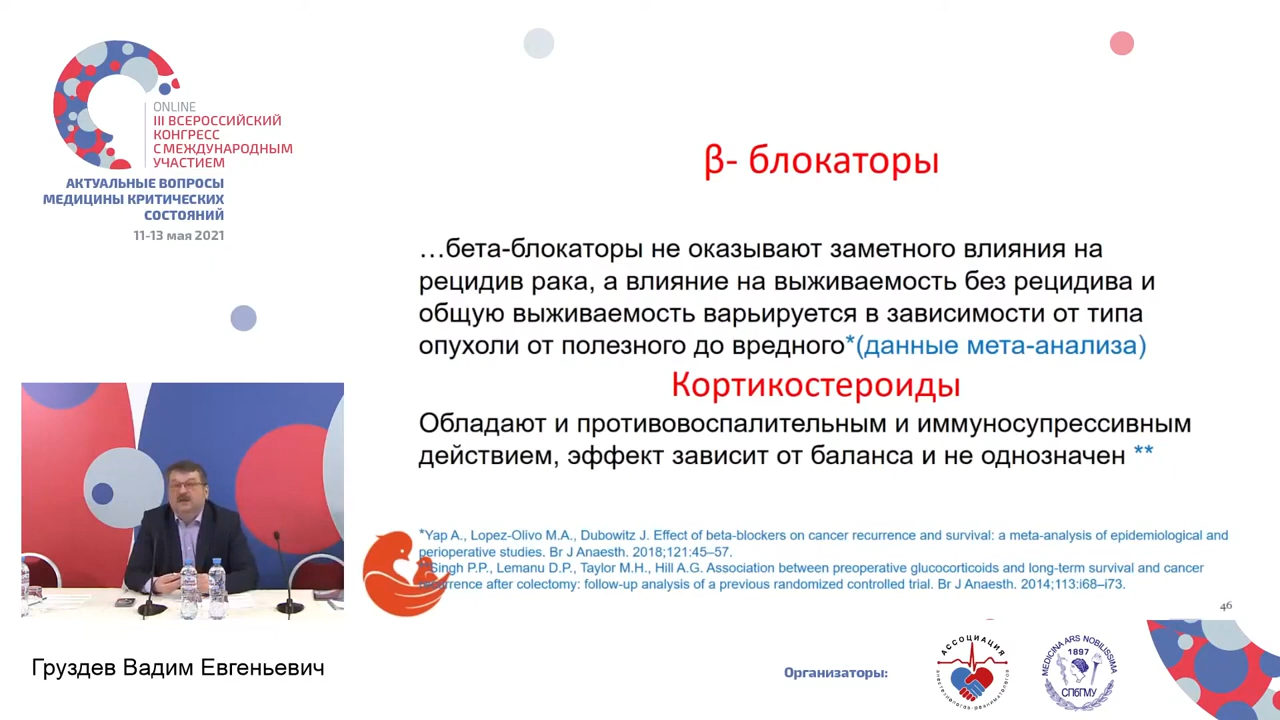 ONLINE
III ВСЕРОССИЙСКИЙ
КОНГРЕСС
С МЕЖДУНАРОДНЫМ
УЧАСТИЕМ
АКТУАЛЬНЫЕ ВОПРОСЫ
МЕДИЦИНЫ КРИТИЧЕСКИХ
СОСТОЯНИЙ
11-13 мая 2021
β- блокаторы
…бета-блокаторы не оказывают заметного влияния на
рецидив рака, а влияние на выживаемость без рецидива и
общую выживаемость варьируется в зависимости от типа
опухоли от полезного до вредного*(данные мета-анализа)
Кортикостероиды
Обладают и противовоспалительным и иммуносупрессивным
действием, эффект зависит от баланса и не однозначен **
*Yap A., Lopez-Olivo M.A., Dubowitz J. Effect of beta-blockers on cancer recurrence and survival: a meta-analysis of epidemiological and
perioperative studies. Br J Anaesth. 2018;121:45–57.
Singh P.P., Lemanu D.P., Taylor M.H., Hill A.G. Association between preoperative glucocorticoids and long-term survival and cancer
recurrence after colectomy: follow-up analysis of a previous randomized controlled trial. Br J Anaesth. 2014;113:i68–i73.
46
Груздев Вадим Евгеньевич
Организаторы:
АССОЦИАЦИЯ
анестезиологов-реаниматологов
MEDICINA ARS NOBILISSIMA
1897
СПбГМУ